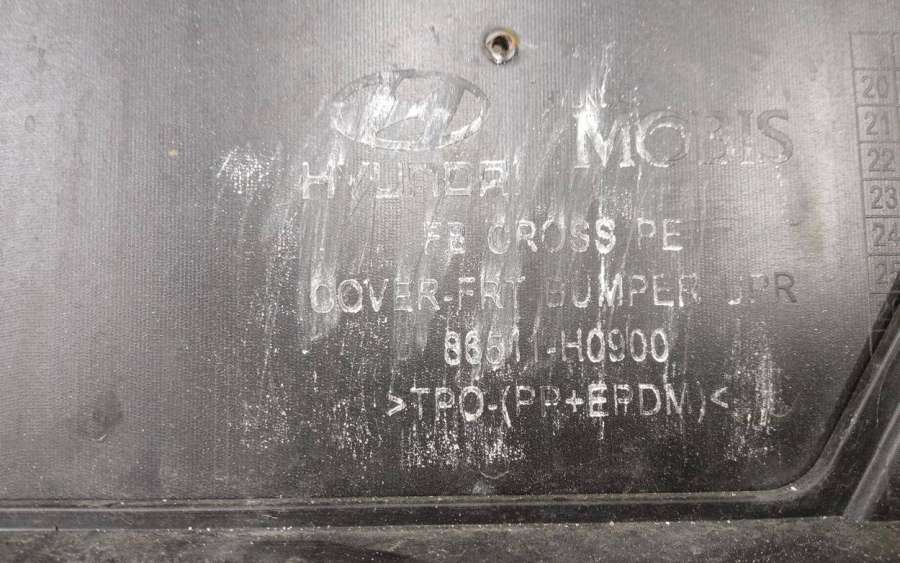 HYUNDAI MOBIS
FB CROSS PE
COVER-FRT BUMPER UPR
86511-H0900
>TPO-(PP+EPDM)<
20
21
22
23
24
25